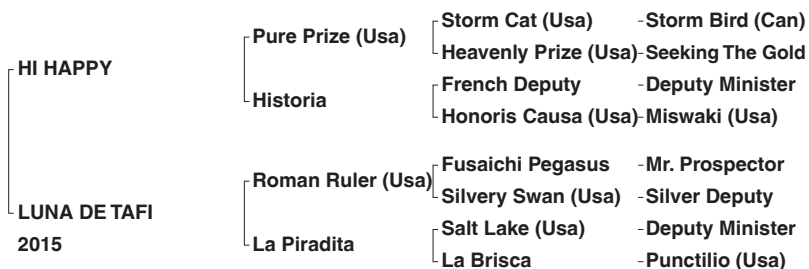 HI HAPPY
Pure Prize (Usa)
Storm Cat (Usa)
-Storm Bird (Can)
Heavenly Prize (Usa)
-Seeking The Gold
Historia
French Deputy
-Deputy Minister
Honoris Causa (Usa)
-Miswaki (Usa)
LUNA DE TAFI
2015
Roman Ruler (Usa)
Fusaichi Pegasus
-Mr. Prospector
Silvery Swan (Usa)
-Silver Deputy
La Piradita
Salt Lake (Usa)
-Deputy Minister
La Brisca
-Punctilio (Usa)